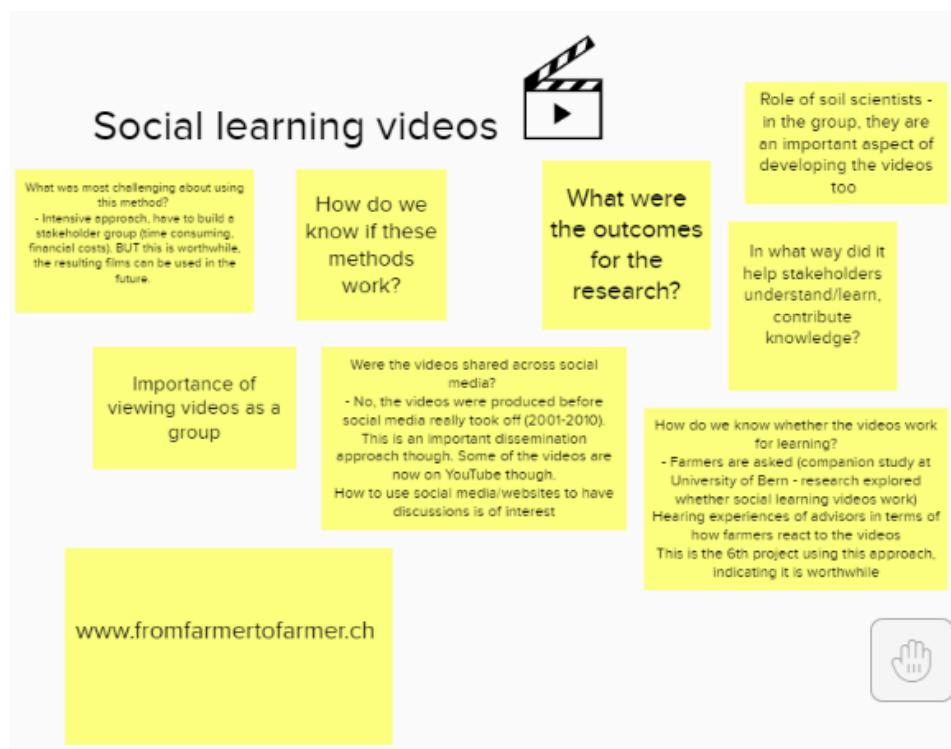 Social learning videos
Role of soil scientists -
in the group, they are
an important aspect of
developing the videos
too
What was most challenging about using
this method?
- Intensive approach, have to build a
stakeholder group (time consuming,
financial costs). BUT this is worthwhile,
the resulting films can be used in the
future.
How do we
know if these
methods
work?
What were
the outcomes
for the
research?
In what way did it
help stakeholders
understand/learn,
contribute
knowledge?
Importance of
viewing videos as a
group
Were the videos shared across social
media?
- No, the videos were produced before
social media really took off (2001-2010).
This is an important dissemination
approach though. Some of the videos are
now on YouTube though.
How to use social media/websites to have
discussions is of interest
How do we know whether the videos work
for learning?
- Farmers are asked (companion study at
University of Bern - research explored
whether social learning videos work)
Hearing experiences of advisors in terms of
how farmers react to the videos
This is the 6th project using this approach,
indicating it is worthwhile
www.fromfarmertofarmer.ch